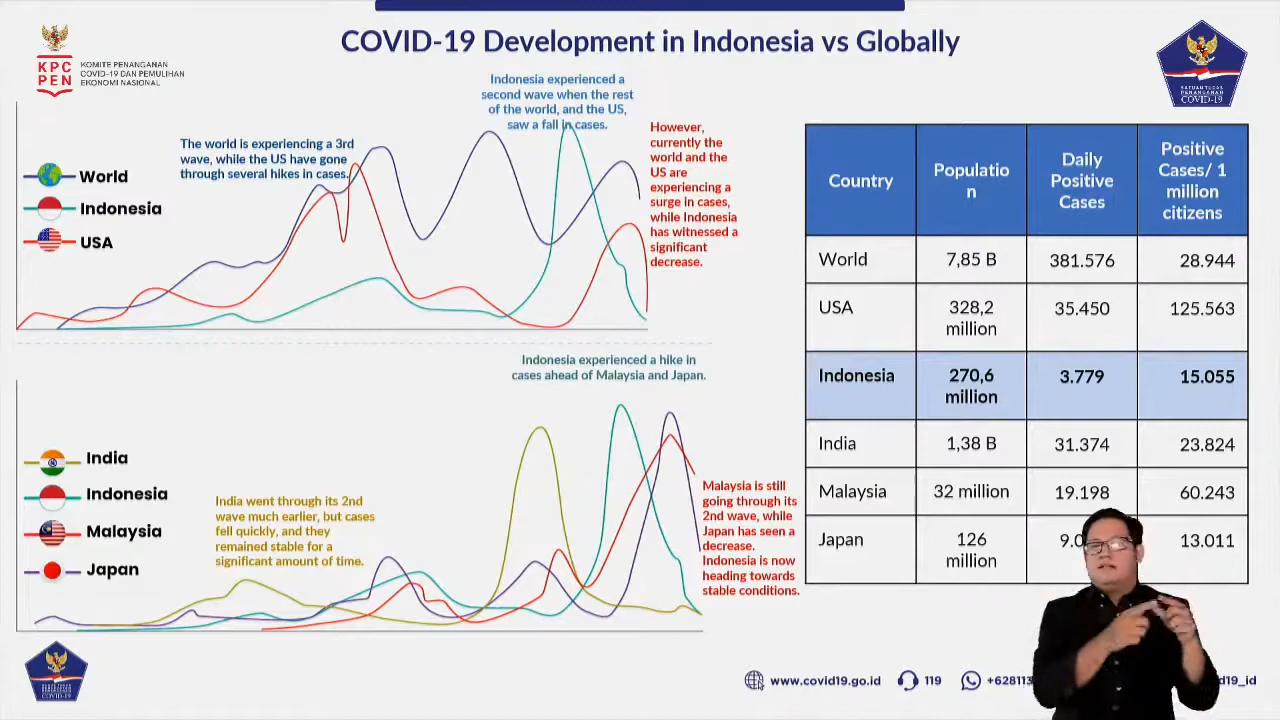 COVID-19 Development in Indonesia vs Globally
KPC
PEN
KOMITE PENANGANAN
COVID-19 DAN PEMULIHAN
EKONOMI NASIONAL
SATUAN TUGAS
PENANGANAN
COVID-19
Indonesia experienced a
second wave when the rest
of the world, and the US,
saw a fall in cases.
The world is experiencing a 3rd
wave, while the US have gone
through several hikes in cases.
However,
currently the
world and the
US are
experiencing a
surge in cases,
while Indonesia
has witnessed a
significant
decrease.
World
Indonesia
USA
Indonesia experienced a hike in
cases ahead of Malaysia and Japan.
India
Indonesia
Malaysia
Japan
India went through its 2nd
wave much earlier, but cases
fell quickly, and they
remained stable for a
significant amount of time.
Malaysia is still
going through its
2nd wave, while
Japan has seen a
decrease.
Indonesia is now
heading towards
stable conditions.
Country
Populatio
n
Daily
Positive
Cases
Positive
Cases/ 1
million
citizens
World 7,85 B 381.576 28.944
USA 328,2
million 35.450 125.563
Indonesia 270,6
million 3.779 15.055
India 1,38 B 31.374 23.824
Malaysia 32 million 19.198 60.243
Japan 126
million 9.0 13.011
COVID-19
www.covid19.go.id 119 +628113 d19_id